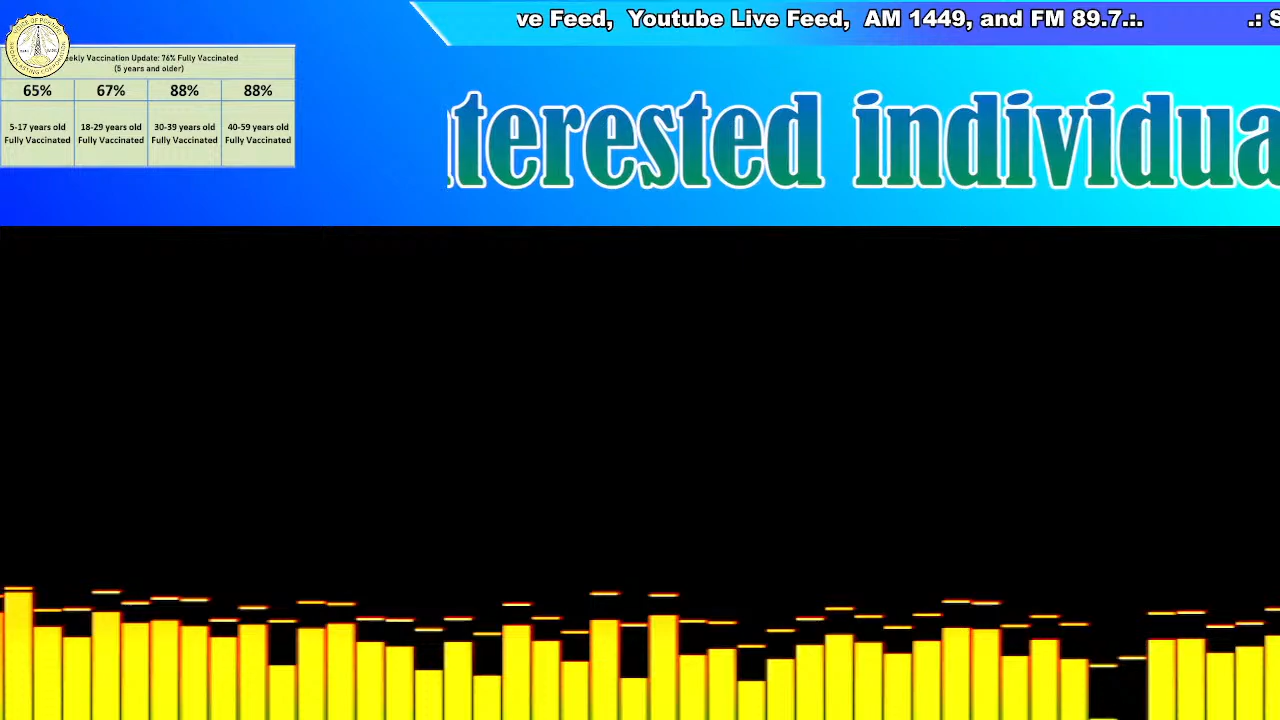 ve Feed, Youtube Live Feed, AM 1449, and FM 89.7.:. .: S
ekly Vaccination Update: 76% Fully Vaccinated
(5 years and older)
65% 67% 88% 88%
5-17 years old 18-29 years old 30-39 years old 40-59 years old
Fully Vaccinated Fully Vaccinated Fully Vaccinated Fully Vaccinated
terested individua